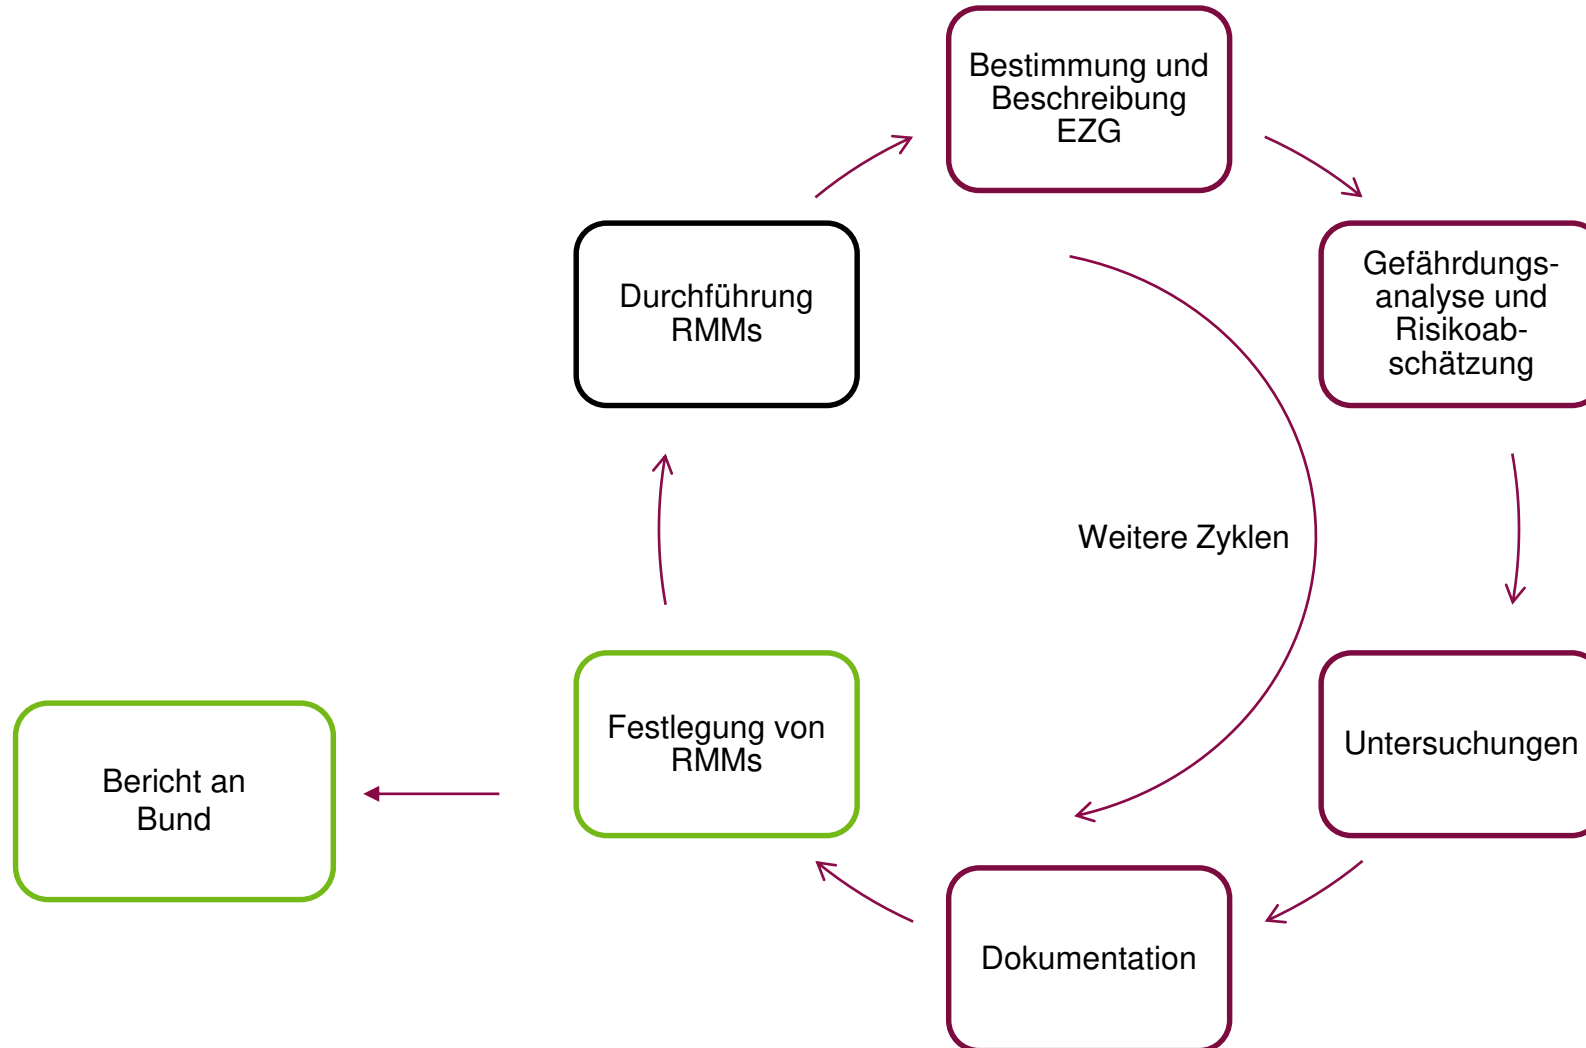 Bestimmung und
Beschreibung
EZG
Durchführung
RMMs
Gefährdungs-
analyse und
Risikoab-
schätzung
Weitere Zyklen
Festlegung von
RMMs
Untersuchungen
Bericht an
Bund
Dokumentation